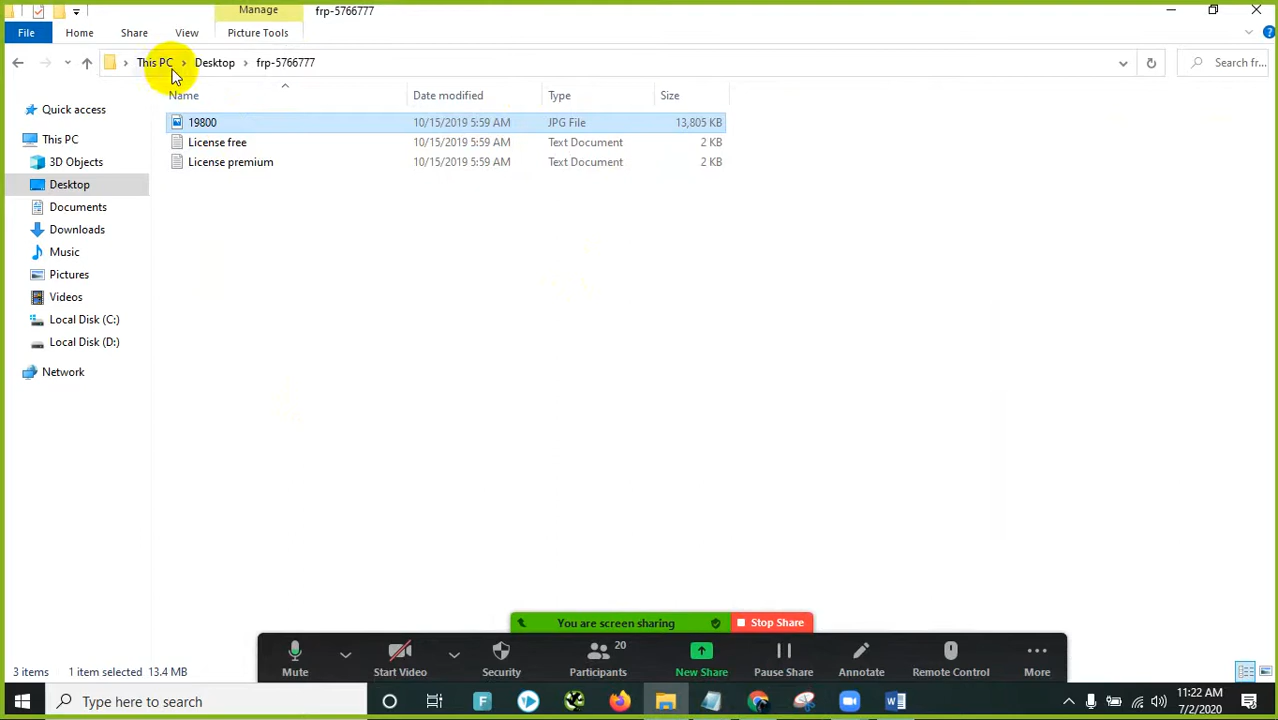 Manage
frp-5766777
File
Home
Share
View
Picture Tools
This PC
Desktop
frp-5766777
Search fr...
Name
Date modified
Type
Size
19800
10/15/2019 5:59 AM
JPG File
13,805 KB
License free
10/15/2019 5:59 AM
Text Document
2 KB
License premium
10/15/2019 5:59 AM
Text Document
2 KB
Quick access
This PC
3D Objects
Desktop
Documents
Downloads
Music
Pictures
Videos
Local Disk (C:)
Local Disk (D:)
Network
You are screen sharing
Stop Share
20
Mute
Start Video
Security
Participants
New Share
Pause Share
Annotate
Remote Control
More
3 items
1 item selected 13.4 MB
Type here to search
11:22 AM
7/2/2020